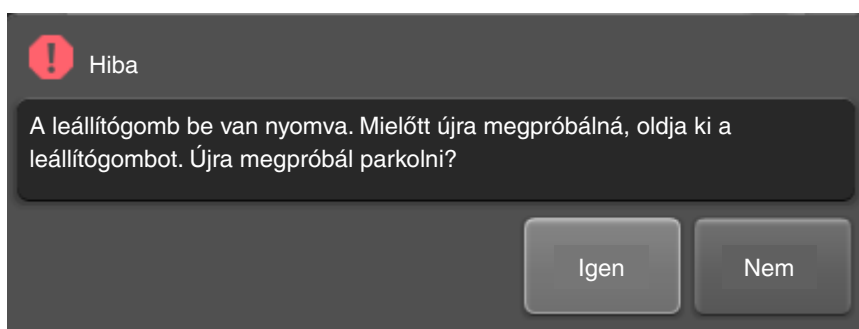 Hiba
A leállítógomb be van nyomva. Mielőtt újra megpróbálná, oldja ki a
leállítógombot. Újra megpróbál parkolni?
Igen
Nem